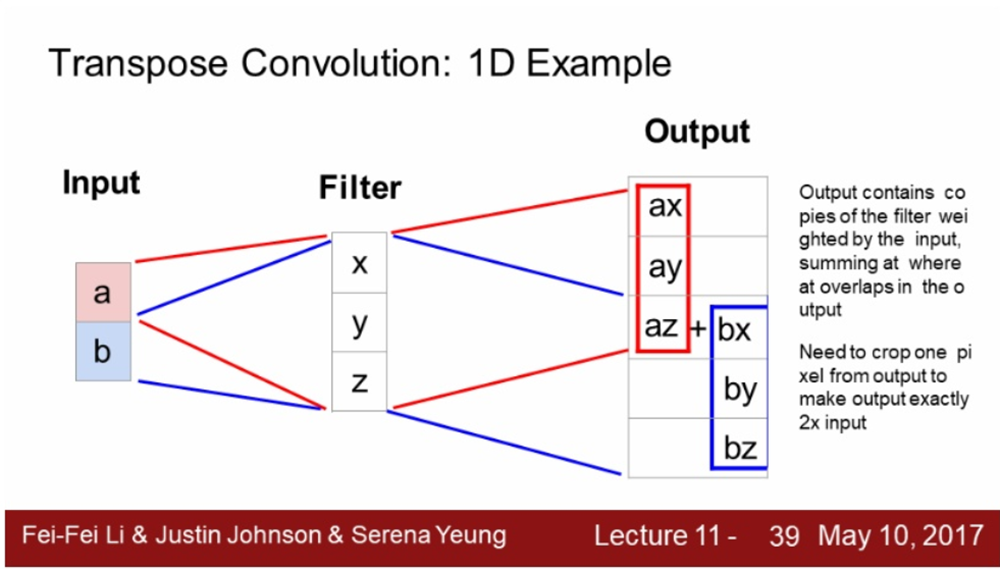 Transpose Convolution: 1D Example
Input
Filter
Output
a
b
x
y
z
ax
ay
az + bx
by
bz
Output contains co
pies of the filter wei
ghted by the input,
summing at where
at overlaps in the o
utput
Need to crop one pi
xel from output to
make output exactly
2x input
Fei-Fei Li & Justin Johnson & Serena Yeung
Lecture 11 - 39 May 10, 2017